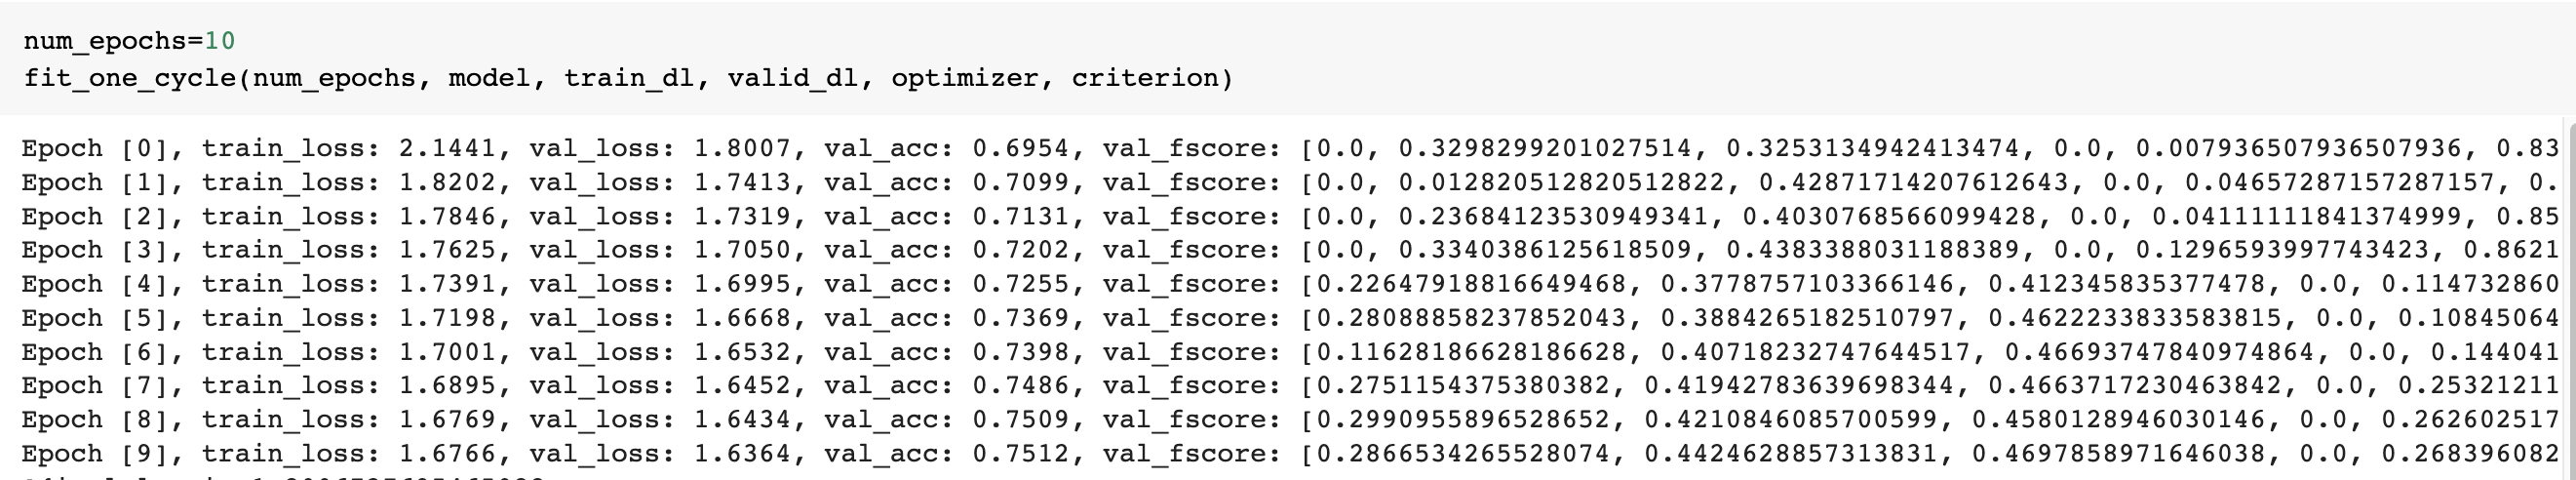 num_epochs=10
fit_one_cycle(num_epochs, model, train_dl, valid_dl, optimizer, criterion)
Epoch [0], train_loss: 2.1441, val_loss: 1.8007, val_acc: 0.6954, val_fscore: [0.0, 0.3298299201027514, 0.3253134942413474, 0.0, 0.007936507936507936, 0.83
Epoch [1], train_loss: 1.8202, val_loss: 1.7413, val_acc: 0.7099, val_fscore: [0.0, 0.012820512820512822, 0.42871714207612643, 0.0, 0.04657287157287157, 0.
Epoch [2], train_loss: 1.7846, val_loss: 1.7319, val_acc: 0.7131, val_fscore: [0.0, 0.23684123530949341, 0.4030768566099428, 0.0, 0.04111111841374999, 0.85
Epoch [3], train_loss: 1.7625, val_loss: 1.7050, val_acc: 0.7202, val_fscore: [0.0, 0.3340386125618509, 0.4383388031188389, 0.0, 0.1296593997743423, 0.8621
Epoch [4], train_loss: 1.7391, val_loss: 1.6995, val_acc: 0.7255, val_fscore: [0.22647918816649468, 0.3778757103366146, 0.412345835377478, 0.0, 0.114732860
Epoch [5], train_loss: 1.7198, val_loss: 1.6668, val_acc: 0.7369, val_fscore: [0.28088858237852043, 0.3884265182510797, 0.4622233833583815, 0.0, 0.10845064
Epoch [6], train_loss: 1.7001, val_loss: 1.6532, val_acc: 0.7398, val_fscore: [0.11628186628186628, 0.40718232747644517, 0.46693747840974864, 0.0, 0.144041
Epoch [7], train_loss: 1.6895, val_loss: 1.6452, val_acc: 0.7486, val_fscore: [0.2751154375380382, 0.41942783639698344, 0.4663717230463842, 0.0, 0.25321211
Epoch [8], train_loss: 1.6769, val_loss: 1.6434, val_acc: 0.7509, val_fscore: [0.2990955896528652, 0.4210846085700599, 0.4580128946030146, 0.0, 0.262602517
Epoch [9], train_loss: 1.6766, val_loss: 1.6364, val_acc: 0.7512, val_fscore: [0.2866534265528074, 0.4424628857313831, 0.4697858971646038, 0.0, 0.268396082